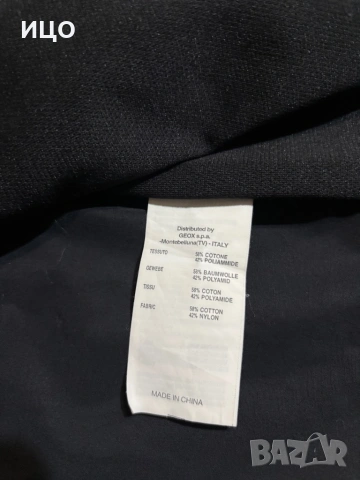 ицо
Distributed by
GEOX s.p.a.
-Montebelluna(TV)-ITALY
TESSUTO 58% COTONE
42% POLIAMMIDE
GEWEBE 58% BAUMWOLLE
42% POLYAMID
TISSU 58% COTON
42% POLYAMIDE
FABRIC 58% COTTON
42% NYLON
MADE IN CHINA
BAZAR